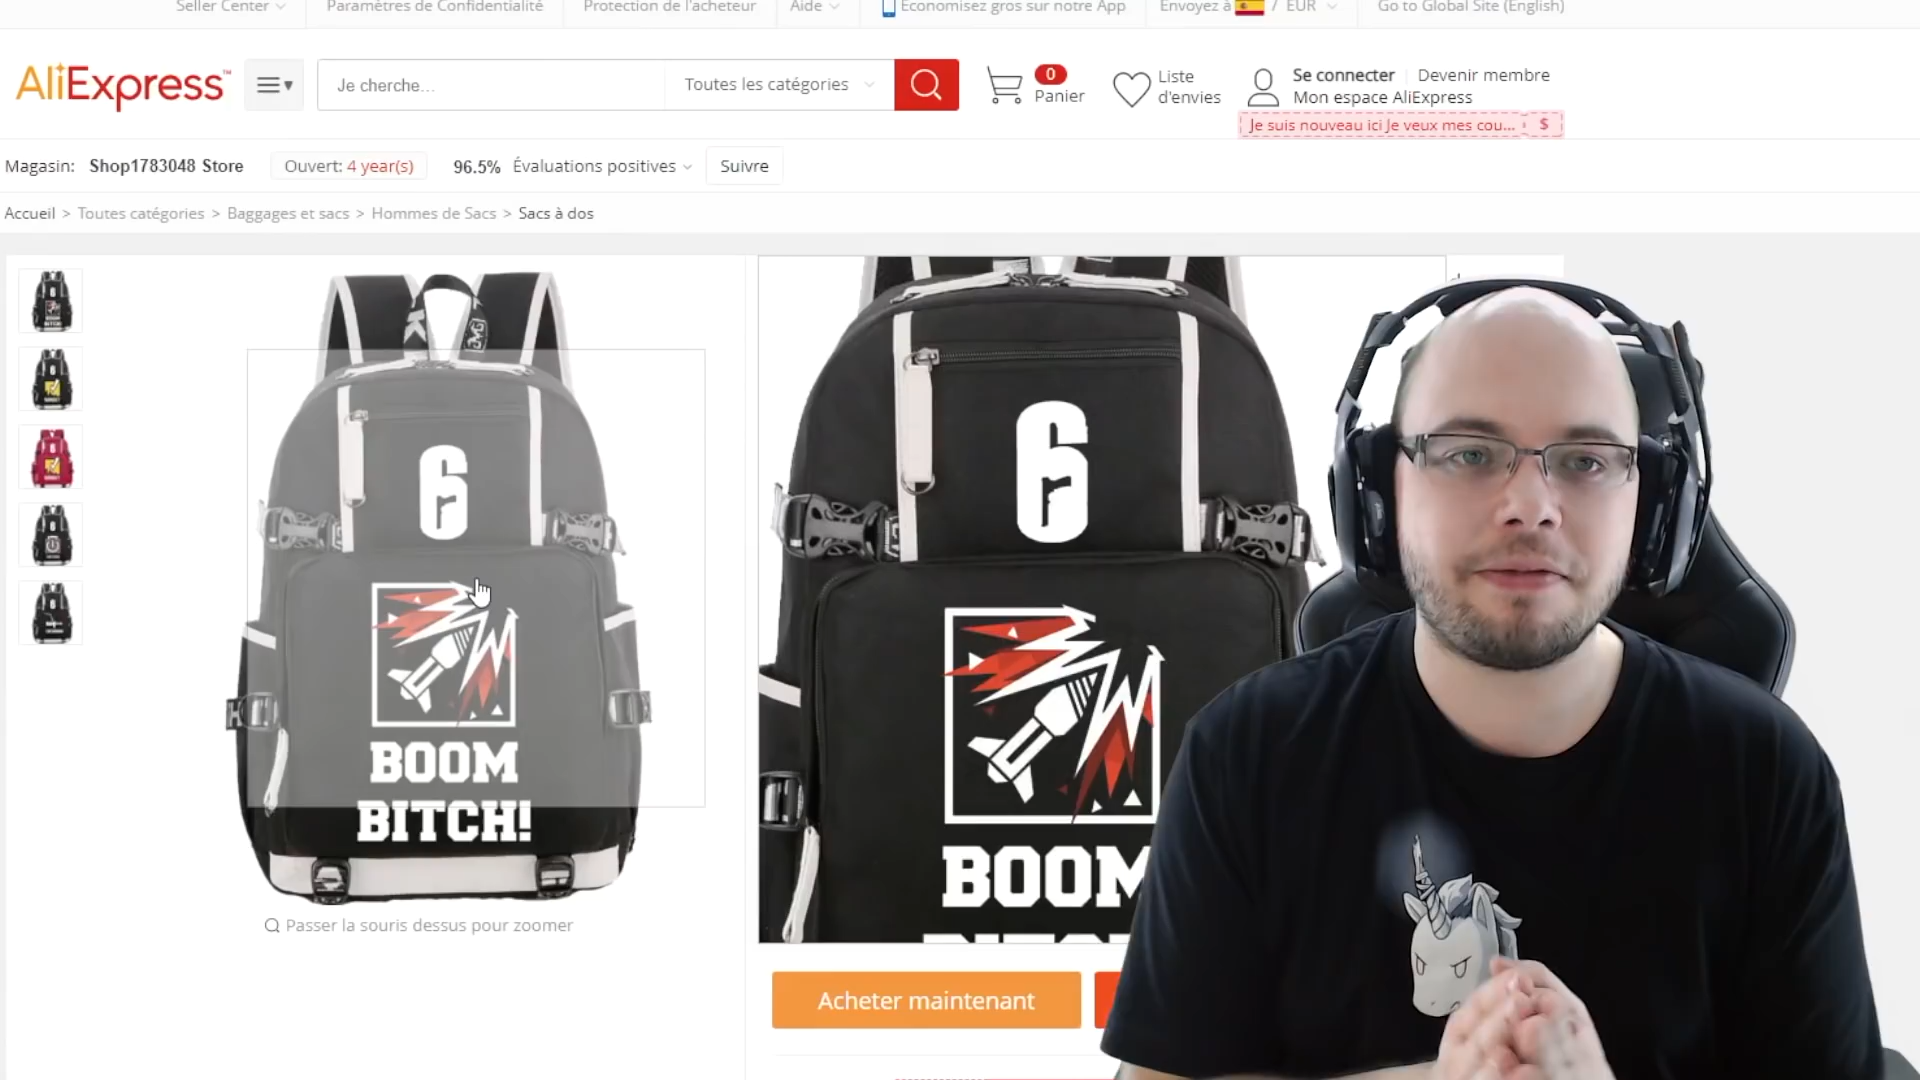 Seller Center
Paramètres de Confidentialité
Protection de l'acheteur
Aide
Economisez gros sur notre App
Envoyez à / EUR
Go to Global Site (English)
AliExpress™
Je cherche...
Toutes les catégories
0
Panier
Liste
d'envies
Se connecter
Devenir membre
Mon espace AliExpress
Je suis nouveau ici Je veux mes cou... $
Magasin: Shop1783048 Store
Ouvert: 4 year(s)
96.5% Évaluations positives
Suivre
Accueil > Toutes catégories > Baggages et sacs > Hommes de Sacs > Sacs à dos
6
BOOM
BITCH!
Passer la souris dessus pour zoomer
6
BOOM
Acheter maintenant